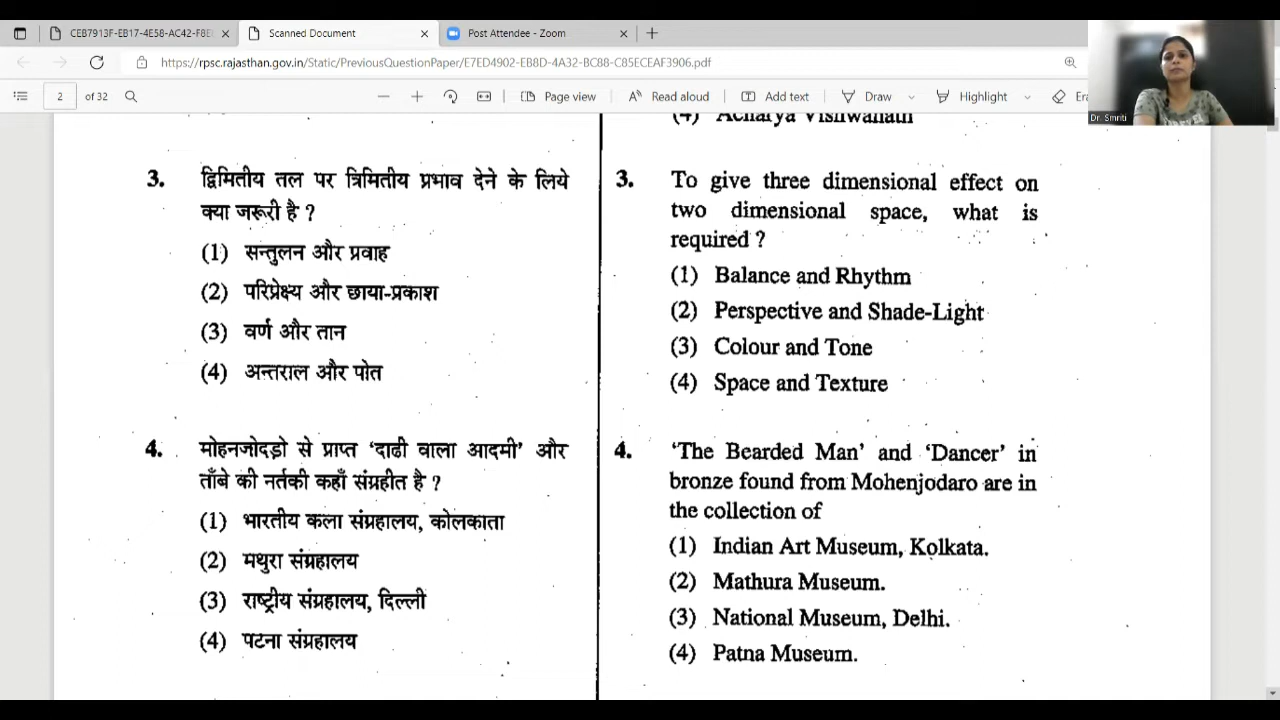 CEB7913F-EB17-4E58-AC42-F8E
Scanned Document
Post Attendee - Zoom
https://rpsc.rajasthan.gov.in/Static/PreviousQuestionPaper/E7ED4902-EB8D-4A32-BC88-C85ECEAF3906.pdf
2 of 32
Page view
Read aloud
Add text
Draw
Highlight
Era
Dr. Smriti
3. द्विमितीय तल पर त्रिमितीय प्रभाव देने के लिये
क्या जरूरी है ?
(1) सन्तुलन और प्रवाह
(2) परिप्रेक्ष्य और छाया-प्रकाश
(3) वर्ण और तान
(4) अन्तराल और पोत
4. मोहनजोदड़ो से प्राप्त ‘दाढी वाला आदमी’ और
ताँबे की नर्तकी कहाँ संग्रहीत है ?
(1) भारतीय कला संग्रहालय, कोलकाता
(2) मथुरा संग्रहालय
(3) राष्ट्रीय संग्रहालय, दिल्ली
(4) पटना संग्रहालय
(4) Acharya Vishwanath
3. To give three dimensional effect on
two dimensional space, what is
required ?
(1) Balance and Rhythm
(2) Perspective and Shade-Light
(3) Colour and Tone
(4) Space and Texture
4. ‘The Bearded Man’ and ‘Dancer’ in
bronze found from Mohenjodaro are in
the collection of
(1) Indian Art Museum, Kolkata.
(2) Mathura Museum.
(3) National Museum, Delhi.
(4) Patna Museum.